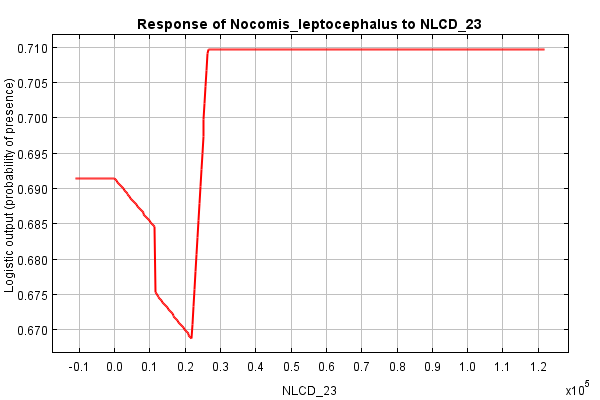 Response of Nocomis_leptocephalus to NLCD_23
Logistic output (probability of presence)
0.710
0.705
0.700
0.695
0.690
0.685
0.680
0.675
0.670
-0.1 0.0 0.1 0.2 0.3 0.4 0.5 0.6 0.7 0.8 0.9 1.0 1.1 1.2
NLCD_23
x10^5